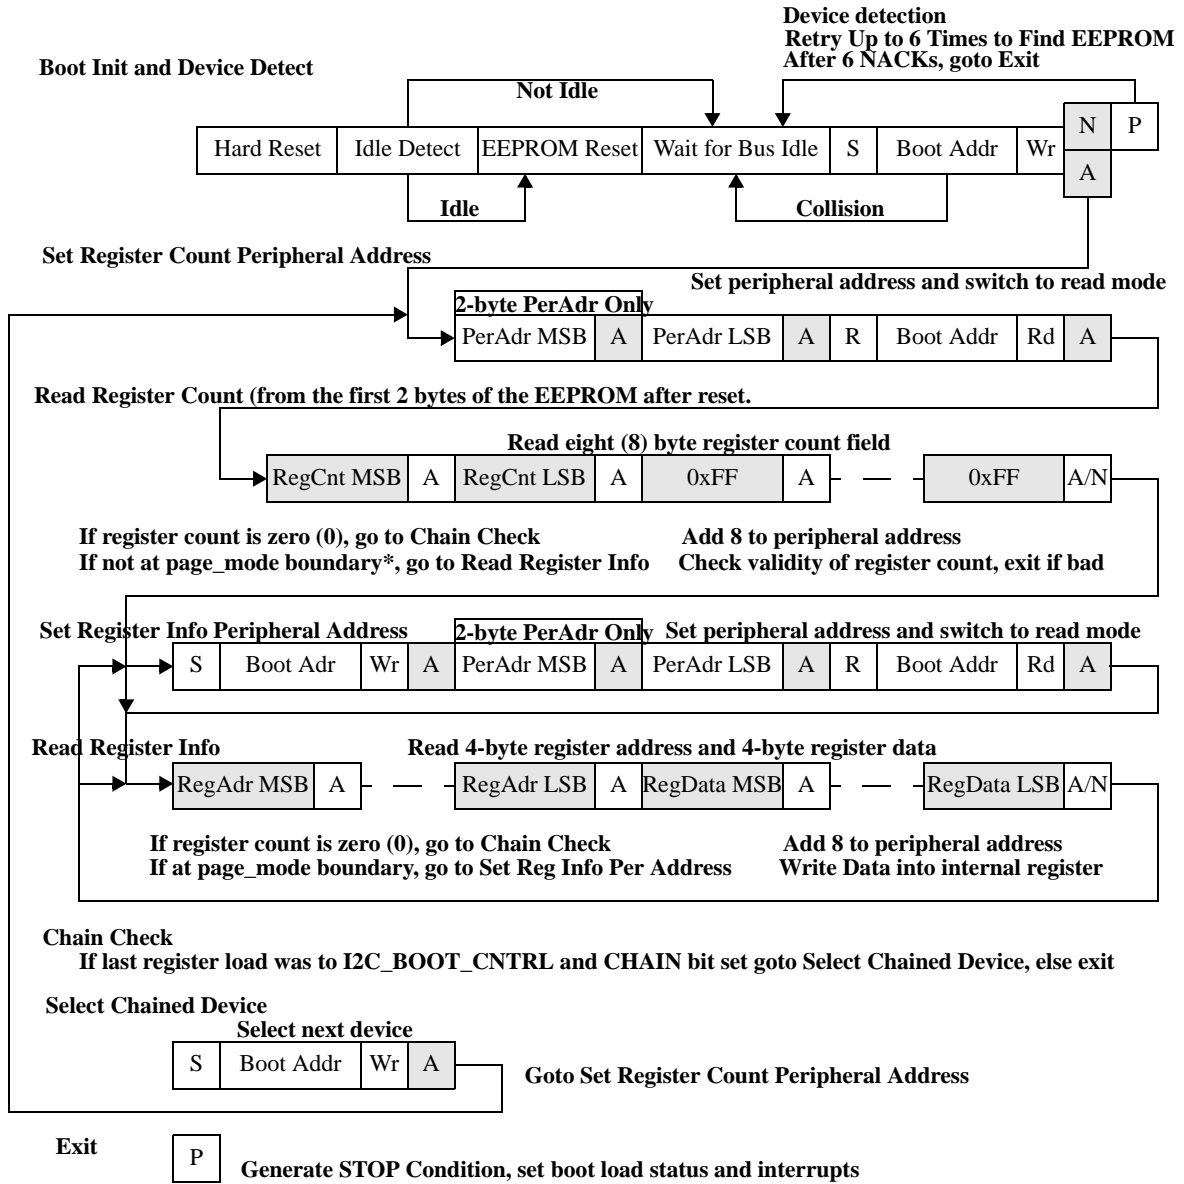 Device detection
Retry Up to 6 Times to Find EEPROM
After 6 NACKs, goto Exit
Boot Init and Device Detect
Not Idle
N P
Hard Reset Idle Detect EEPROM Reset Wait for Bus Idle S Boot Addr Wr
A
Idle Collision
Set Register Count Peripheral Address
Set peripheral address and switch to read mode
2-byte PerAdr Only
PerAdr MSB A PerAdr LSB A R Boot Addr Rd A
Read Register Count (from the first 2 bytes of the EEPROM after reset.
Read eight (8) byte register count field
RegCnt MSB A RegCnt LSB A 0xFF A 0xFF A/N
If register count is zero (0), go to Chain Check Add 8 to peripheral address
If not at page_mode boundary*, go to Read Register Info Check validity of register count, exit if bad
Set Register Info Peripheral Address 2-byte PerAdr Only Set peripheral address and switch to read mode
S Boot Adr Wr A PerAdr MSB A PerAdr LSB A R Boot Addr Rd A
Read Register Info Read 4-byte register address and 4-byte register data
RegAdr MSB A RegAdr LSB A RegData MSB A RegData LSB A/N
If register count is zero (0), go to Chain Check Add 8 to peripheral address
If at page_mode boundary, go to Set Reg Info Per Address Write Data into internal register
Chain Check
If last register load was to I2C_BOOT_CNTRL and CHAIN bit set goto Select Chained Device, else exit
Select Chained Device
Select next device
S Boot Addr Wr A
Goto Set Register Count Peripheral Address
Exit
P
Generate STOP Condition, set boot load status and interrupts